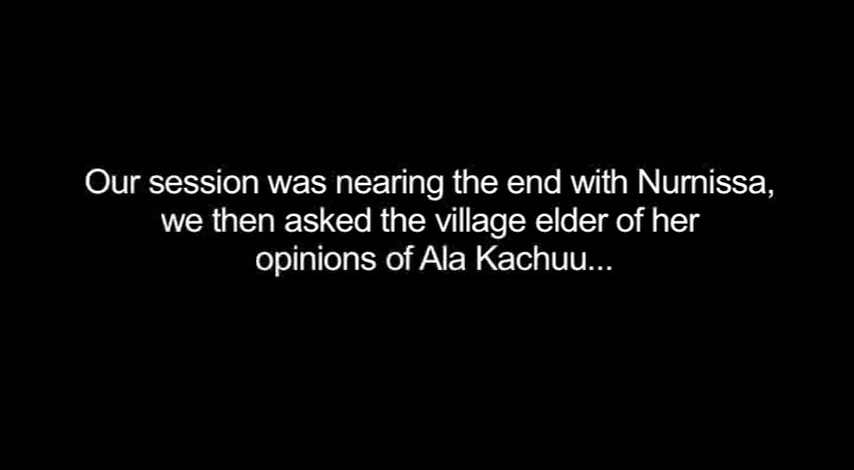 Our session was nearing the end with Nurnissa,
we then asked the village elder of her
opinions of Ala Kachuu...